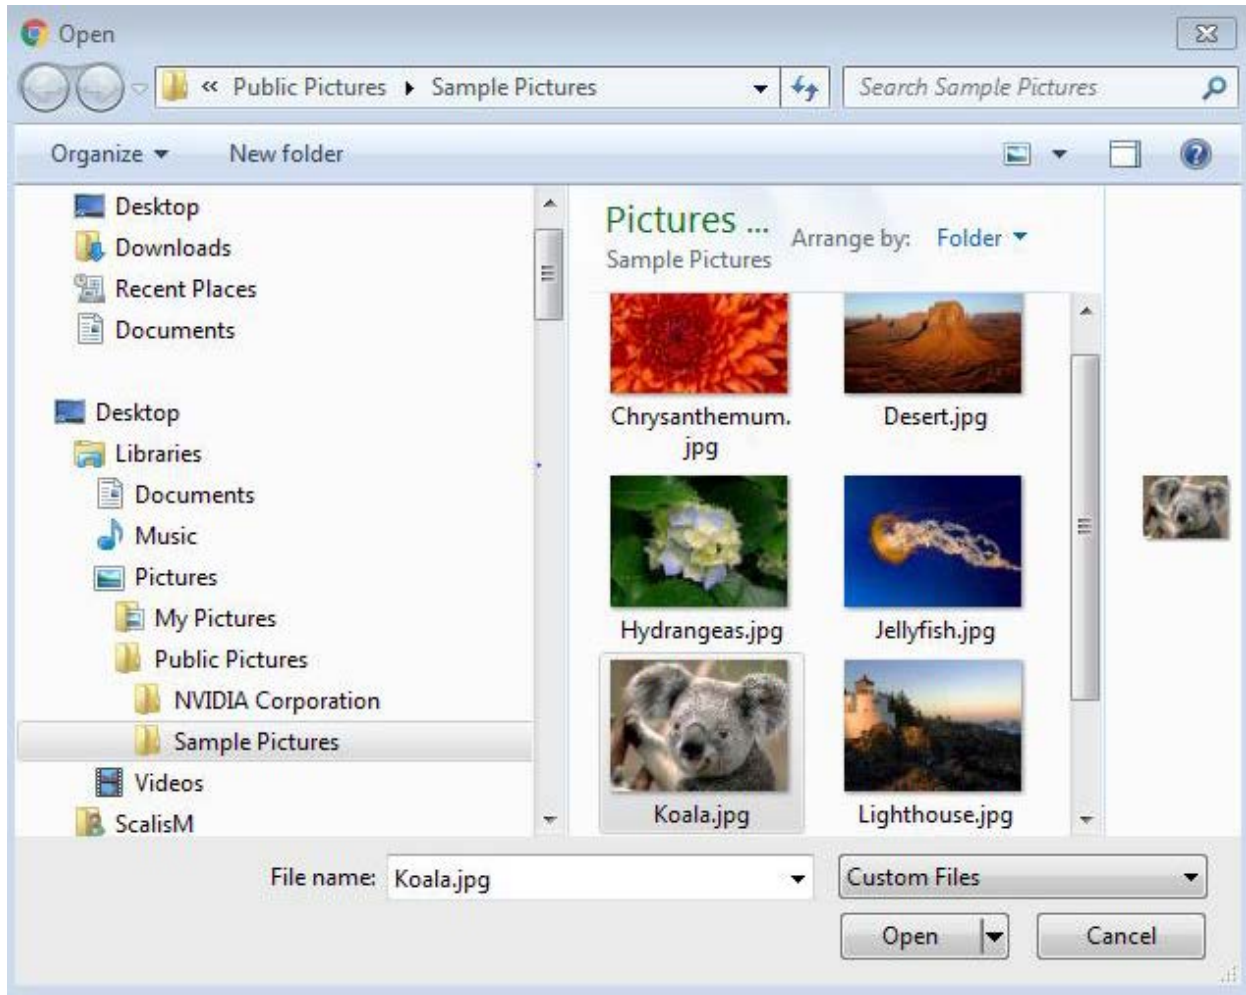 Open
« Public Pictures ▸ Sample Pictures
Search Sample Pictures
Organize
New folder
Desktop
Downloads
Recent Places
Documents
Desktop
Libraries
Documents
Music
Pictures
My Pictures
Public Pictures
NVIDIA Corporation
Sample Pictures
Videos
ScalisM
Pictures ...
Sample Pictures
Arrange by: Folder
Chrysanthemum.
jpg
Desert.jpg
Hydrangeas.jpg
Jellyfish.jpg
Koala.jpg
Lighthouse.jpg
File name: Koala.jpg
Custom Files
Open
Cancel